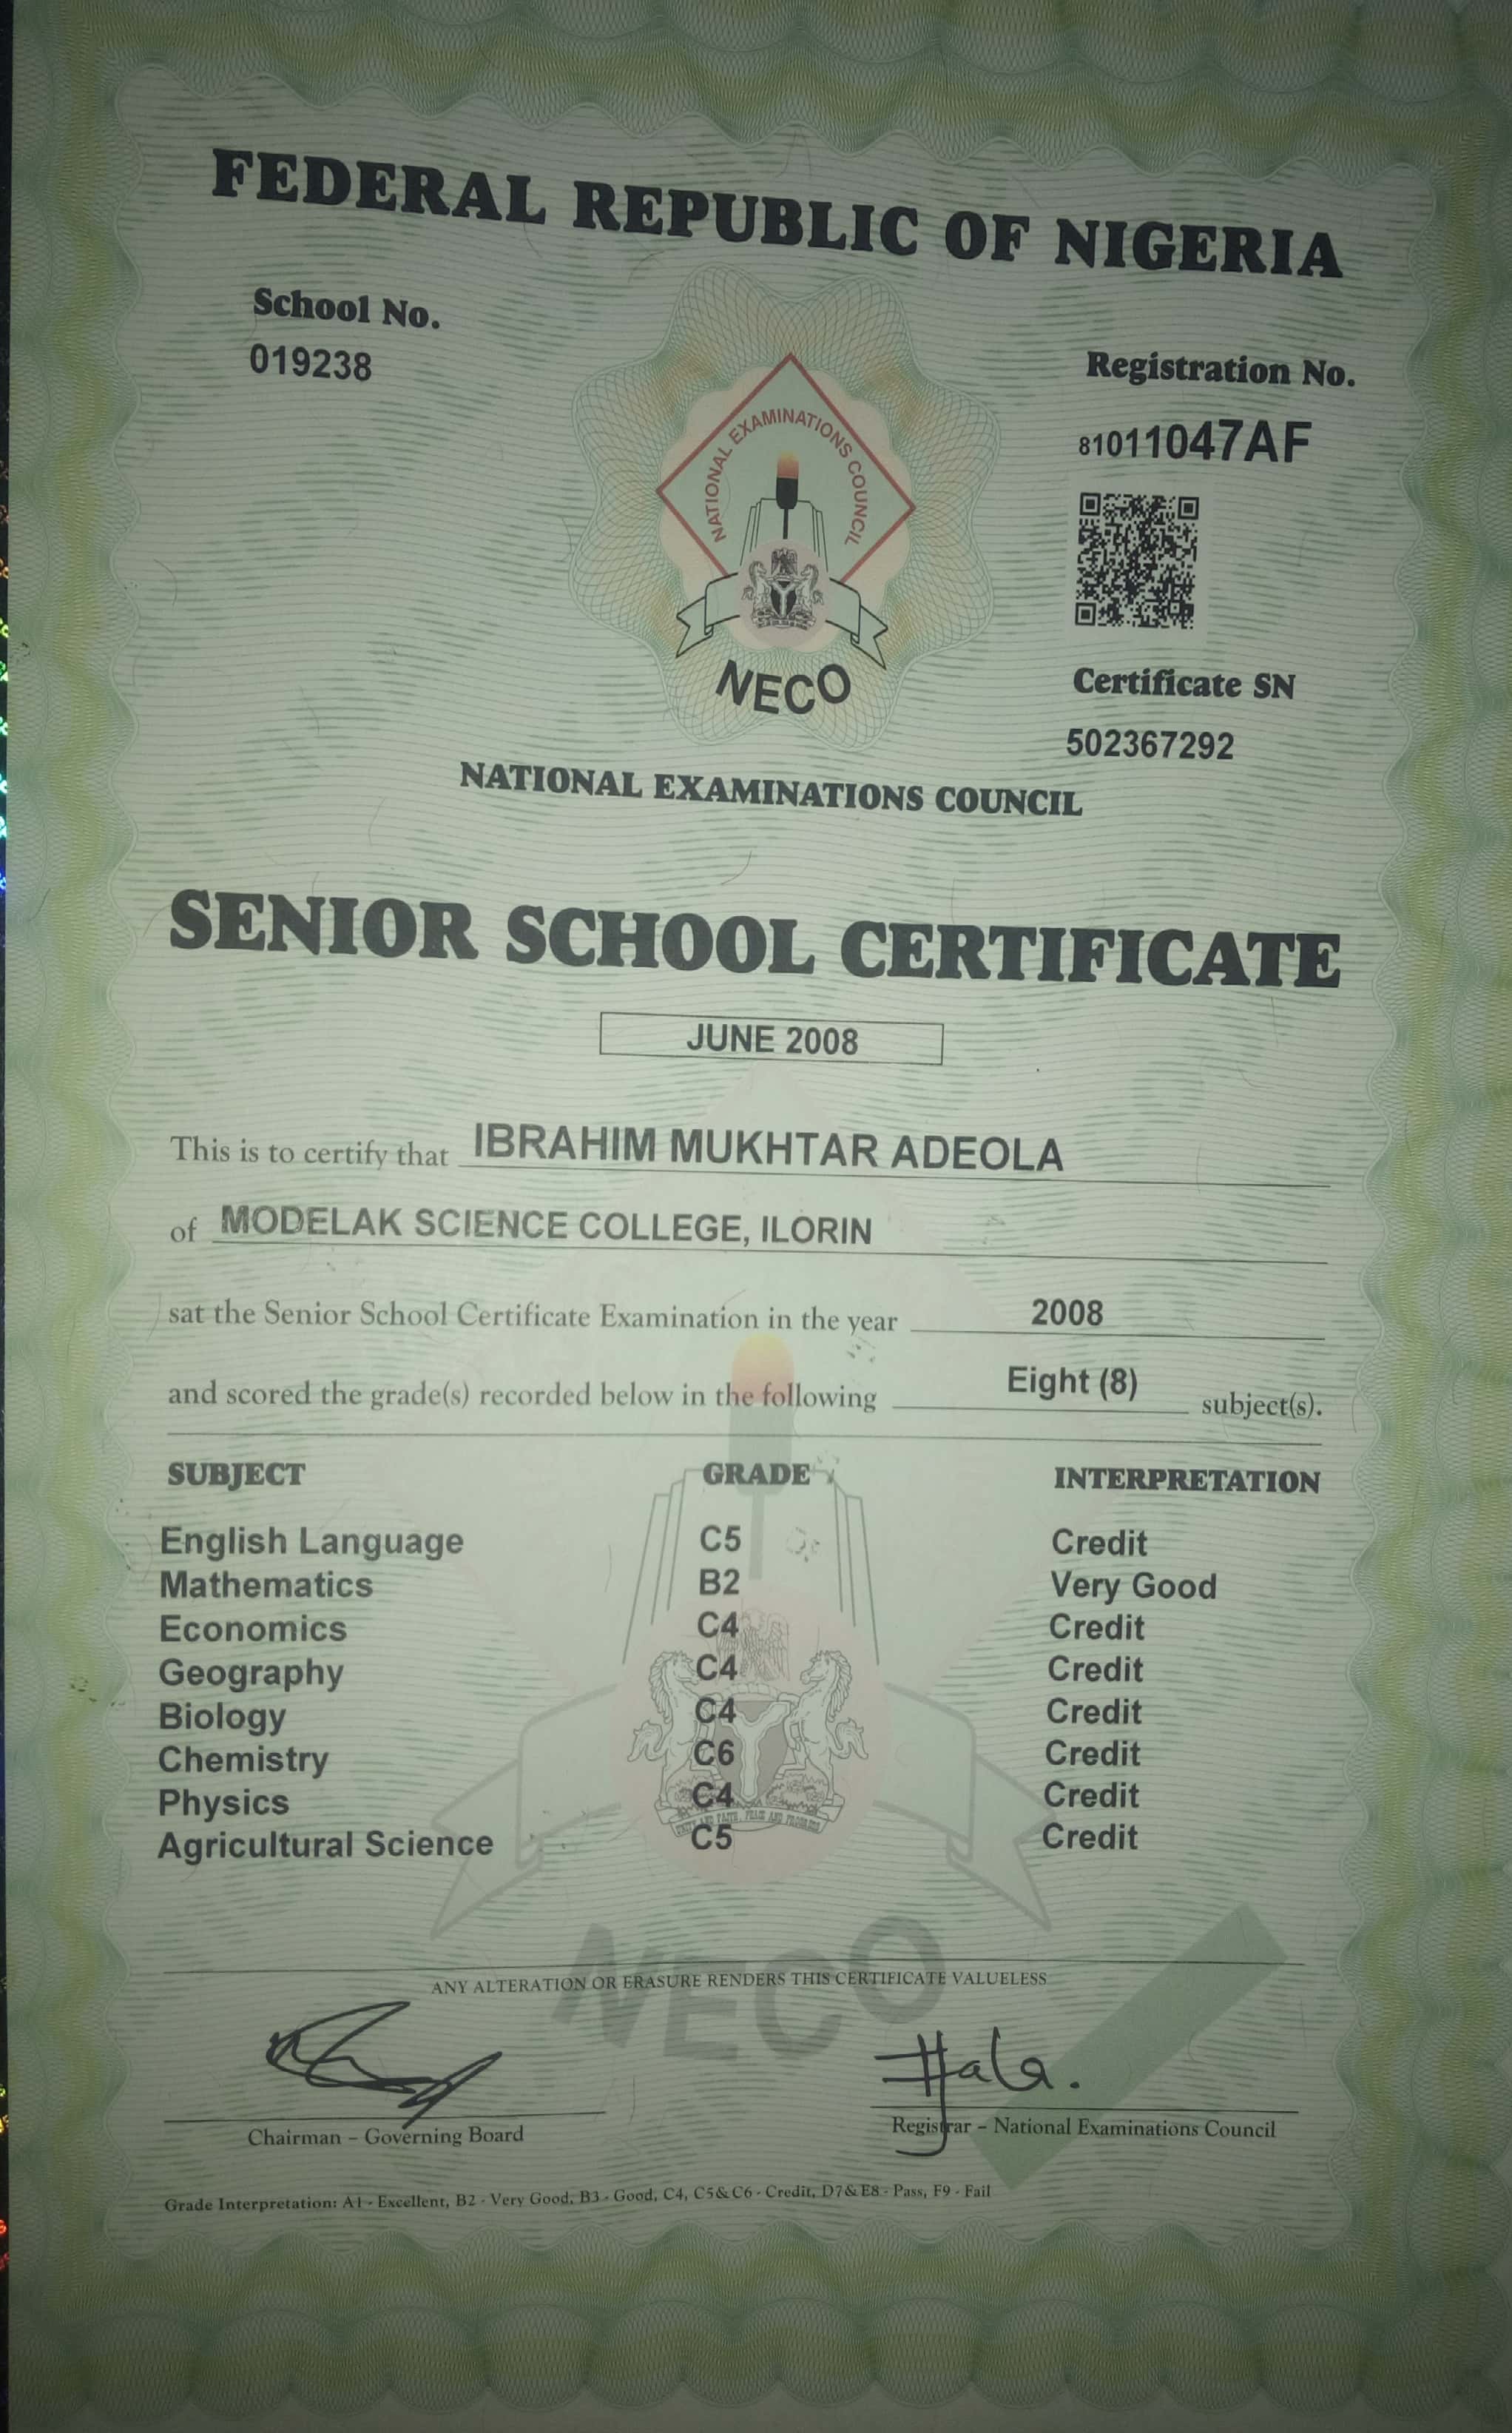 FEDERAL REPUBLIC OF NIGERIA
School No.
019238
Registration No.
81011047AF
NATIONAL EXAMINATIONS COUNCIL
NECO
Certificate SN
502367292
NATIONAL EXAMINATIONS COUNCIL
SENIOR SCHOOL CERTIFICATE
JUNE 2008
This is to certify that IBRAHIM MUKHTAR ADEOLA
of MODELAK SCIENCE COLLEGE, ILORIN
sat the Senior School Certificate Examination in the year 2008
and scored the grade(s) recorded below in the following Eight (8) subject(s).
SUBJECT GRADE INTERPRETATION
English Language C5 Credit
Mathematics B2 Very Good
Economics C4 Credit
Geography C4 Credit
Biology C4 Credit
Chemistry C6 Credit
Physics C4 Credit
UNITY AND FAITH, PEACE AND PROGRESS
Agricultural Science C5 Credit
NECO
ANY ALTERATION OR ERASURE RENDERS THIS CERTIFICATE VALUELESS
Chairman – Governing Board
Registrar – National Examinations Council
Grade Interpretation: A1 - Excellent, B2 - Very Good, B3 - Good, C4, C5 & C6 - Credit, D7 & E8 - Pass, F9 - Fail